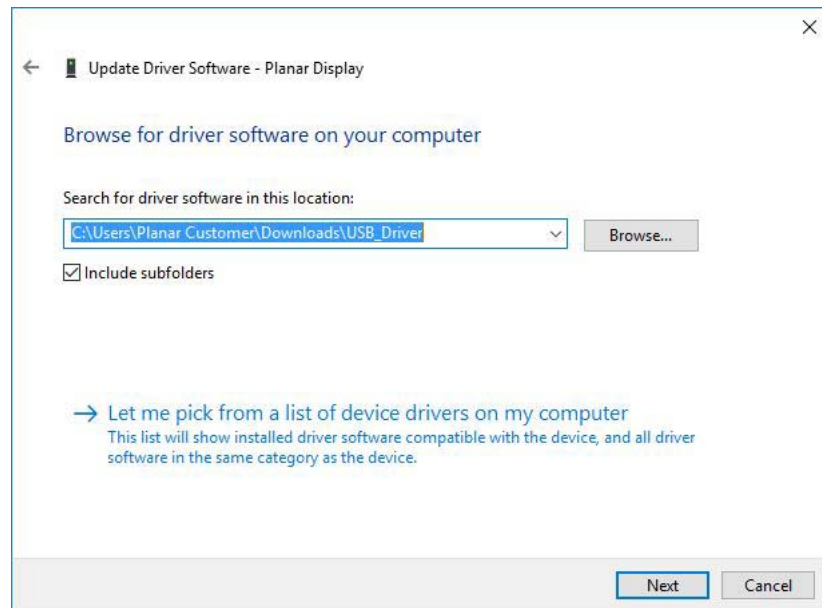 Update Driver Software - Planar Display
Browse for driver software on your computer
Search for driver software in this location:
C:\Users\Planar Customer\Downloads\USB_Driver
Browse...
Include subfolders
Let me pick from a list of device drivers on my computer
This list will show installed driver software compatible with the device, and all driver
software in the same category as the device.
Next
Cancel